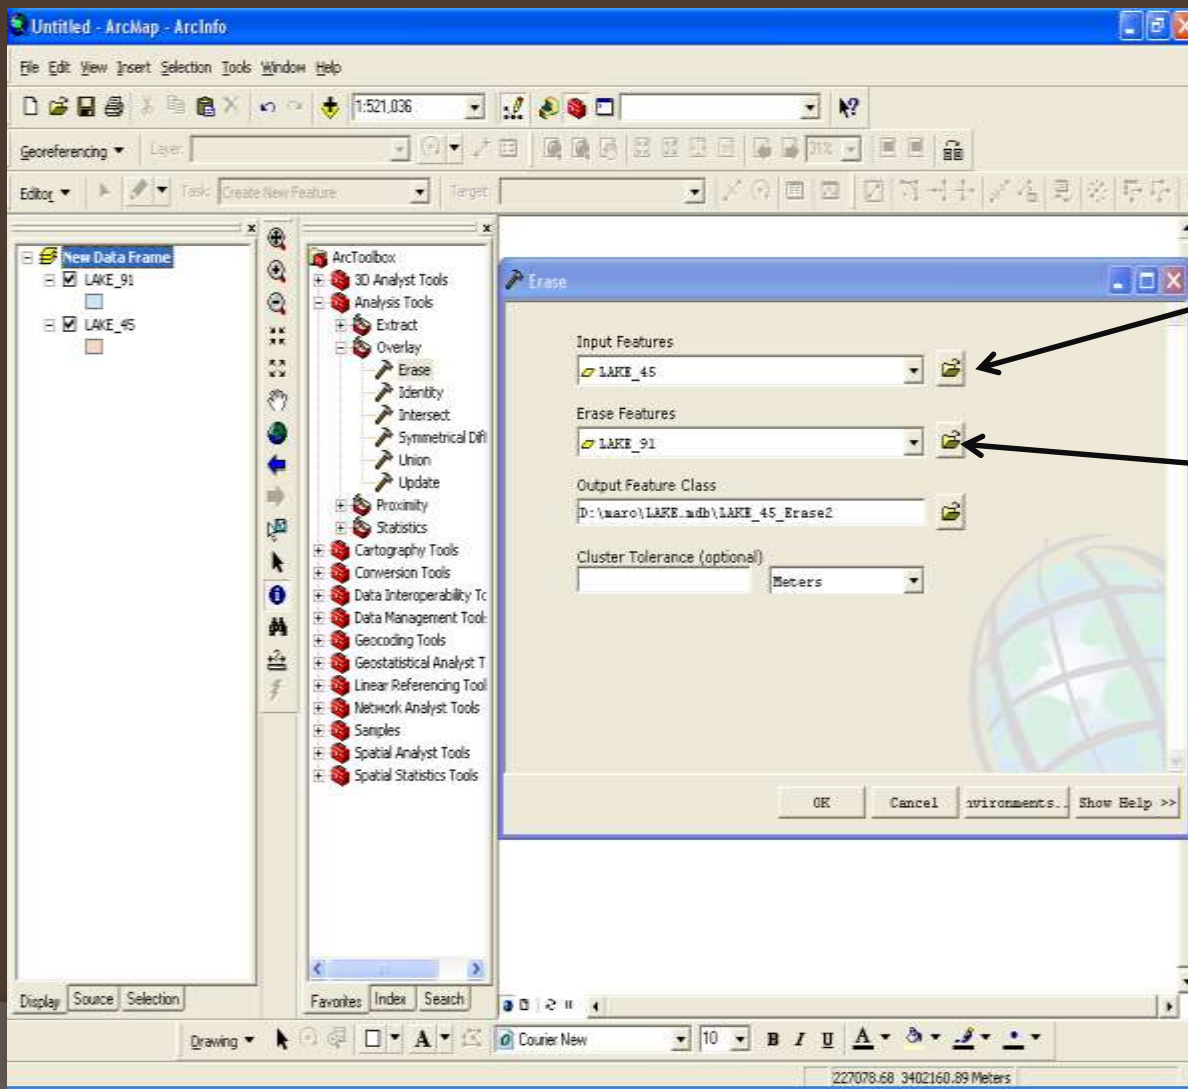 Untitled - ArcMap - ArcInfo
File Edit View Insert Selection Tools Window Help
1:521,036
Georeferencing Layer: 31%
Editor Task: Create New Feature Target:
New Data Frame
LAKE_91
LAKE_45
ArcToolbox
3D Analyst Tools
Analysis Tools
Extract
Overlay
Erase
Identity
Intersect
Symmetrical Diff
Union
Update
Proximity
Statistics
Cartography Tools
Conversion Tools
Data Interoperability To
Data Management Tools
Geocoding Tools
Geostatistical Analyst T
Linear Referencing Tool
Network Analyst Tools
Samples
Spatial Analyst Tools
Spatial Statistics Tools
Erase
Input Features
LAKE_45
Erase Features
LAKE_91
Output Feature Class
D:\maro\LAKE.mdb\LAKE_45_Erase2
Cluster Tolerance (optional)
Meters
OK Cancel nvironments.. Show Help >>
Display Source Selection
Favorites Index Search
Drawing A Courier New 10 B I U A
227078.68 3402160.89 Meters